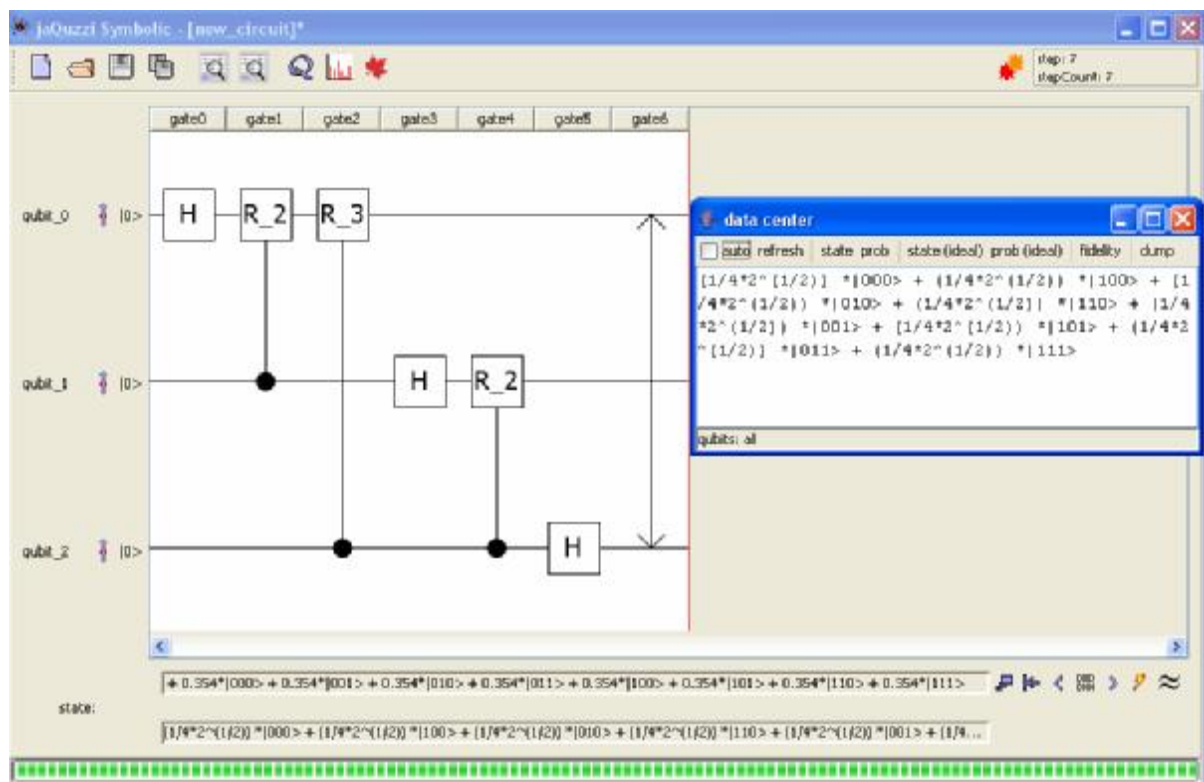 jaQuzzi Symbolic - [new_circuit]*
step: 7
stepCount: 7
gate0 gate1 gate2 gate3 gate4 gate5 gate6
qubit_0 |0> H R_2 R_3
data center
auto refresh state prob state(ideal) prob(ideal) fidelity dump
[1/4*2^[1/2)] *|000> + (1/4*2^(1/2)) *|100> + [1
/4*2^(1/2)) *|010> + (1/4*2^(1/2]) *|110> + (1/4
*2^(1/2]) *|001> + [1/4*2^[1/2)) *|101> + (1/4*2
^[1/2)] *|011> + (1/4*2^(1/2)) *|111>
qubits: all
qubit_1 |0> H R_2
qubit_2 |0> H
+ 0.354*|000> + 0.354*|001> + 0.354*|010> + 0.354*|011> + 0.354*|100> + 0.354*|101> + 0.354*|110> + 0.354*|111>
state:
[1/4*2^(1/2)] *|000> + (1/4*2^(1/2)) *|100> + (1/4*2^(1/2)) *|010> + (1/4*2^(1/2)) *|110> + (1/4*2^(1/2)) *|001> + (1/4...